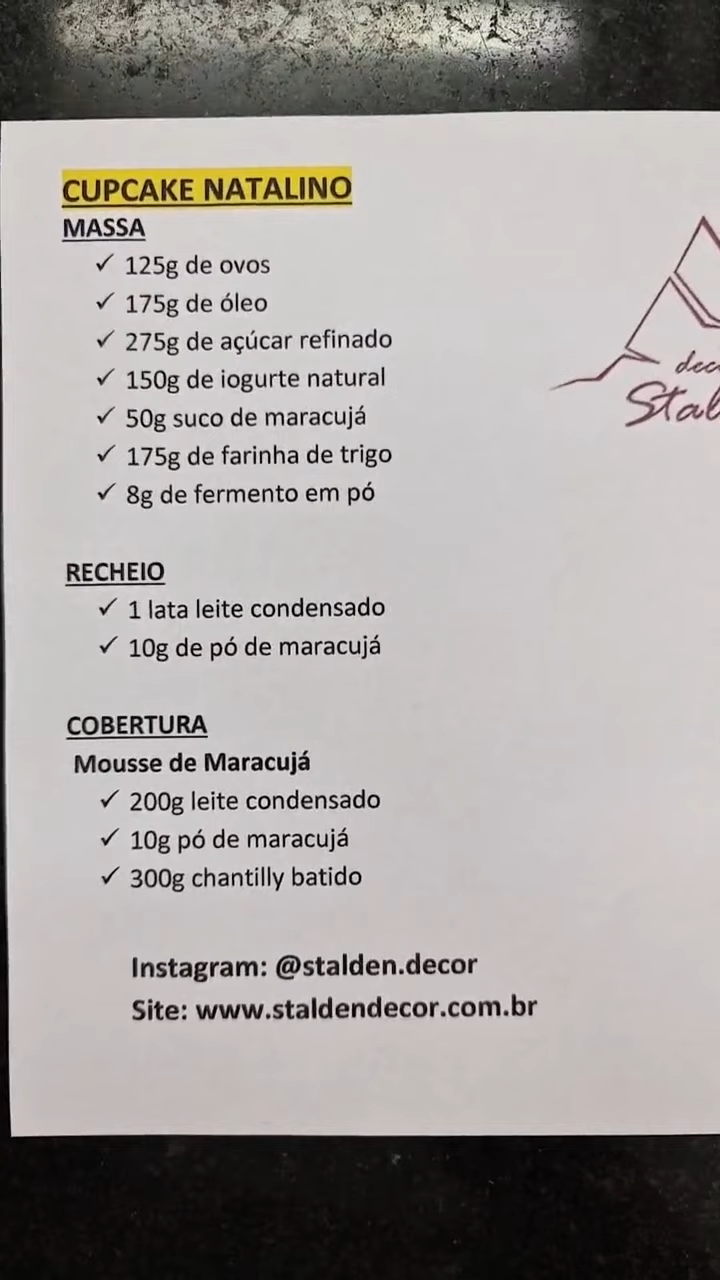 CUPCAKE NATALINO
MASSA
✓ 125g de ovos
✓ 175g de óleo
✓ 275g de açúcar refinado
✓ 150g de iogurte natural
✓ 50g suco de maracujá
✓ 175g de farinha de trigo
✓ 8g de fermento em pó
RECHEIO
✓ 1 lata leite condensado
✓ 10g de pó de maracujá
COBERTURA
Mousse de Maracujá
✓ 200g leite condensado
✓ 10g pó de maracujá
✓ 300g chantilly batido
Instagram: @stalden.decor
Site: www.staldendecor.com.br